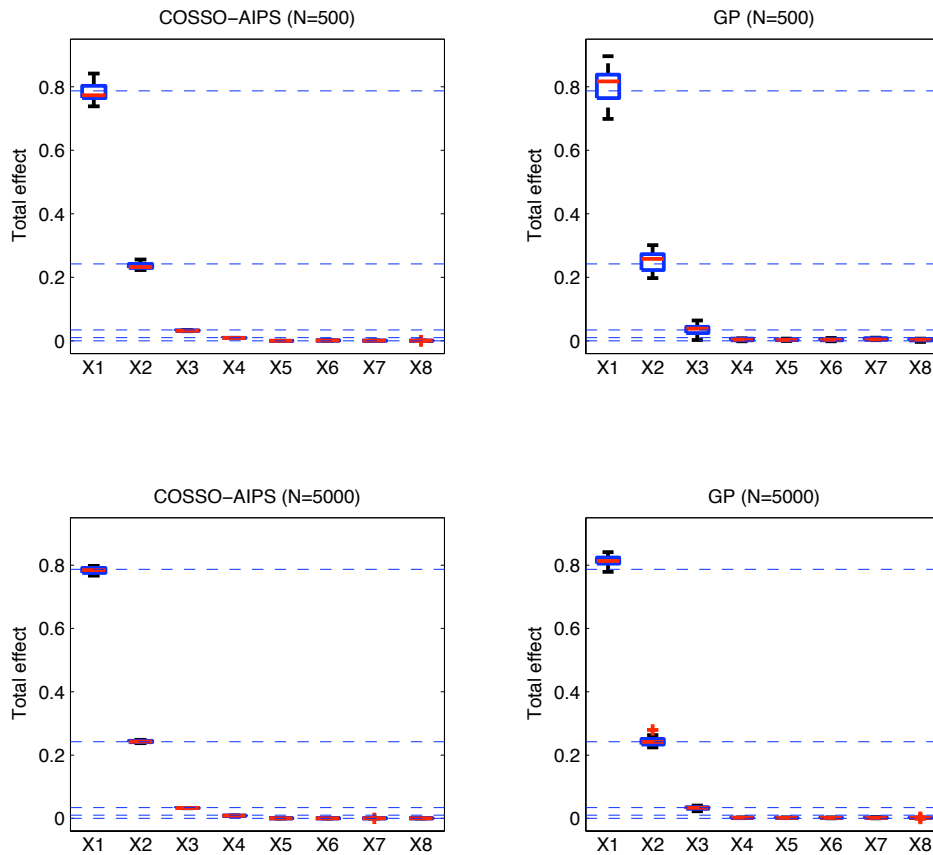 COSSO-AIPS (N=500)
Total effect
0.8
0.6
0.4
0.2
0
X1 X2 X3 X4 X5 X6 X7 X8
GP (N=500)
Total effect
0.8
0.6
0.4
0.2
0
X1 X2 X3 X4 X5 X6 X7 X8
COSSO-AIPS (N=5000)
Total effect
0.8
0.6
0.4
0.2
0
X1 X2 X3 X4 X5 X6 X7 X8
GP (N=5000)
Total effect
0.8
0.6
0.4
0.2
0
X1 X2 X3 X4 X5 X6 X7 X8